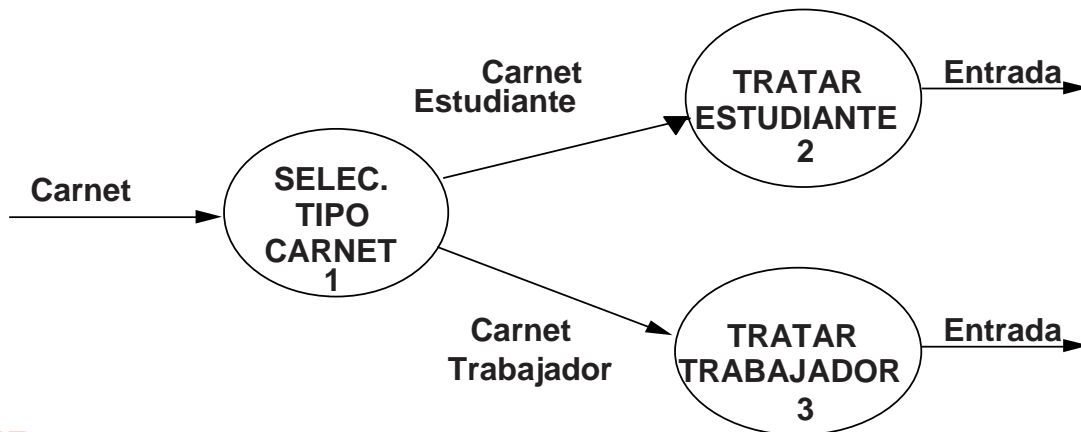 Carnet
SELEC.
TIPO
CARNET
1
Carnet
Estudiante
TRATAR
ESTUDIANTE
2
Entrada
Carnet
Trabajador
TRATAR
TRABAJADOR
3
Entrada